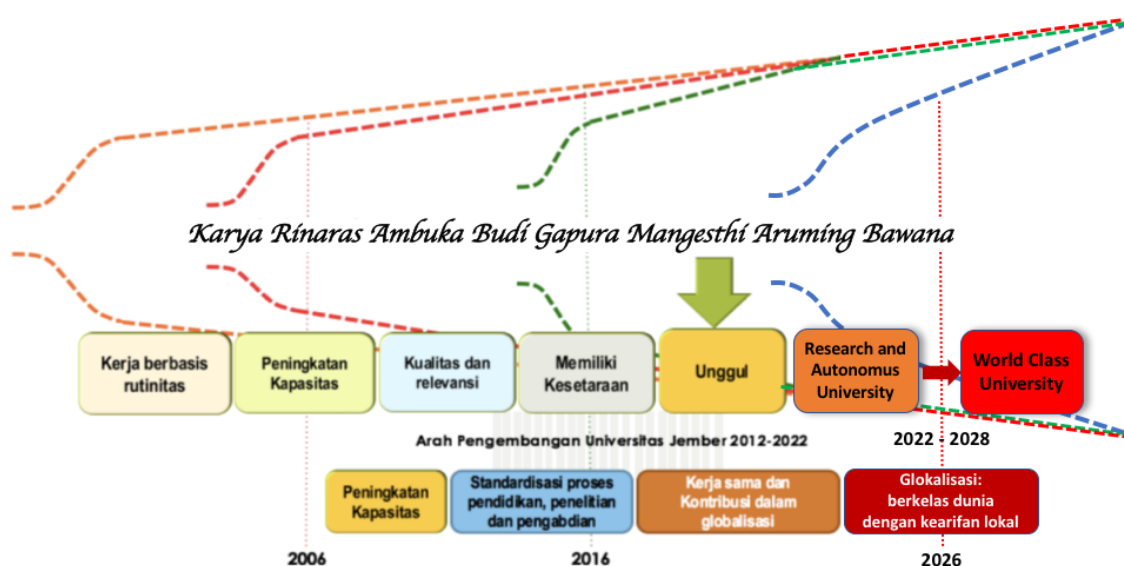 Karya Rinaras Ambuka Budi Gapura Mangesthi Aruming Bawana
Kerja berbasis
rutinitas
Peningkatan
Kapasitas
Kualitas dan
relevansi
Memiliki
Kesetaraan
Unggul
Research and
Autonomus
University
World Class
University
Arah Pengembangan Universitas Jember 2012-2022
2022 - 2028
Peningkatan
Kapasitas
Standardisasi proses
pendidikan, penelitian
dan pengabdian
Kerja sama dan
Kontribusi dalam
globalisasi
Glokalisasi:
berkelas dunia
dengan kearifan lokal
2006
2016
2026